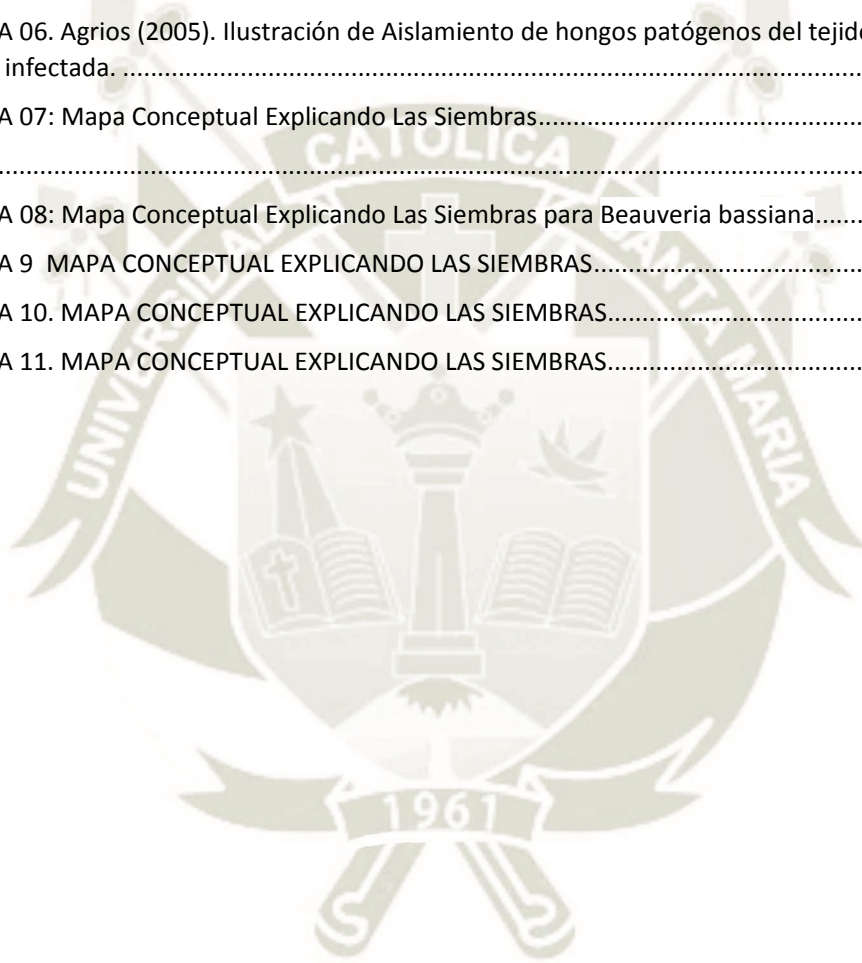 A 06. Agrios (2005). Ilustración de Aislamiento de hongos patógenos del tejido
infectada. ........................................................................................................
A 07: Mapa Conceptual Explicando Las Siembras......................................................
........................................................................................................................
A 08: Mapa Conceptual Explicando Las Siembras para Beauveria bassiana.......
A 9  MAPA CONCEPTUAL EXPLICANDO LAS SIEMBRAS.............................................
A 10. MAPA CONCEPTUAL EXPLICANDO LAS SIEMBRAS...........................................
A 11. MAPA CONCEPTUAL EXPLICANDO LAS SIEMBRAS...........................................
CATOLICA
1961